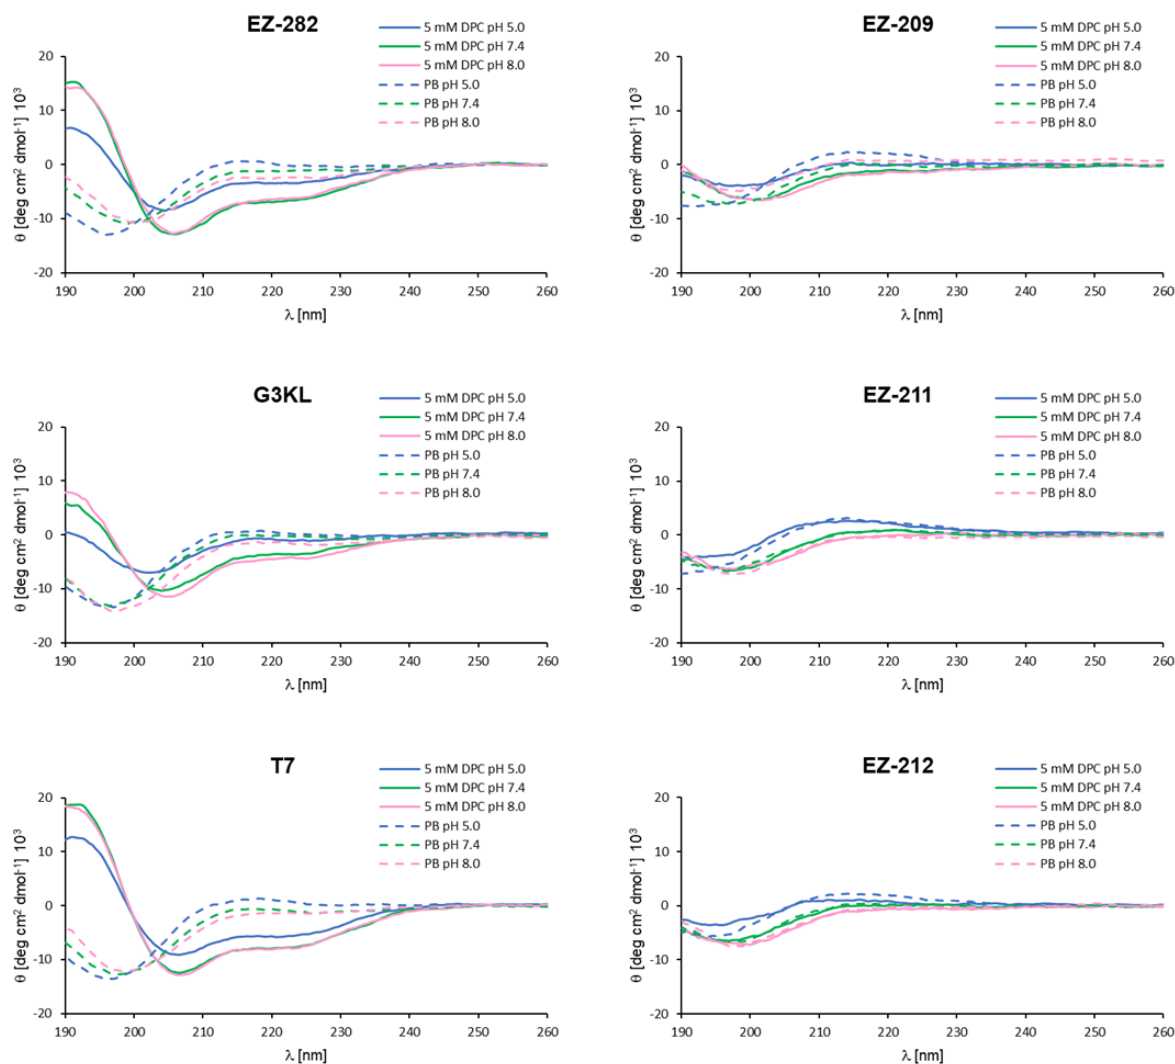 EZ-282
5 mM DPC pH 5.0
5 mM DPC pH 7.4
5 mM DPC pH 8.0
PB pH 5.0
PB pH 7.4
PB pH 8.0
θ [deg cm² dmol⁻¹] 10³
20
10
0
-10
-20
190 200 210 220 230 240 250 260
λ [nm]
EZ-209
5 mM DPC pH 5.0
5 mM DPC pH 7.4
5 mM DPC pH 8.0
PB pH 5.0
PB pH 7.4
PB pH 8.0
θ [deg cm² dmol⁻¹] 10³
20
10
0
-10
-20
190 200 210 220 230 240 250 260
λ [nm]
G3KL
5 mM DPC pH 5.0
5 mM DPC pH 7.4
5 mM DPC pH 8.0
PB pH 5.0
PB pH 7.4
PB pH 8.0
θ [deg cm² dmol⁻¹] 10³
20
10
0
-10
-20
190 200 210 220 230 240 250 260
λ [nm]
EZ-211
5 mM DPC pH 5.0
5 mM DPC pH 7.4
5 mM DPC pH 8.0
PB pH 5.0
PB pH 7.4
PB pH 8.0
θ [deg cm² dmol⁻¹] 10³
20
10
0
-10
-20
190 200 210 220 230 240 250 260
λ [nm]
T7
5 mM DPC pH 5.0
5 mM DPC pH 7.4
5 mM DPC pH 8.0
PB pH 5.0
PB pH 7.4
PB pH 8.0
θ [deg cm² dmol⁻¹] 10³
20
10
0
-10
-20
190 200 210 220 230 240 250 260
λ [nm]
EZ-212
5 mM DPC pH 5.0
5 mM DPC pH 7.4
5 mM DPC pH 8.0
PB pH 5.0
PB pH 7.4
PB pH 8.0
θ [deg cm² dmol⁻¹] 10³
20
10
0
-10
-20
190 200 210 220 230 240 250 260
λ [nm]